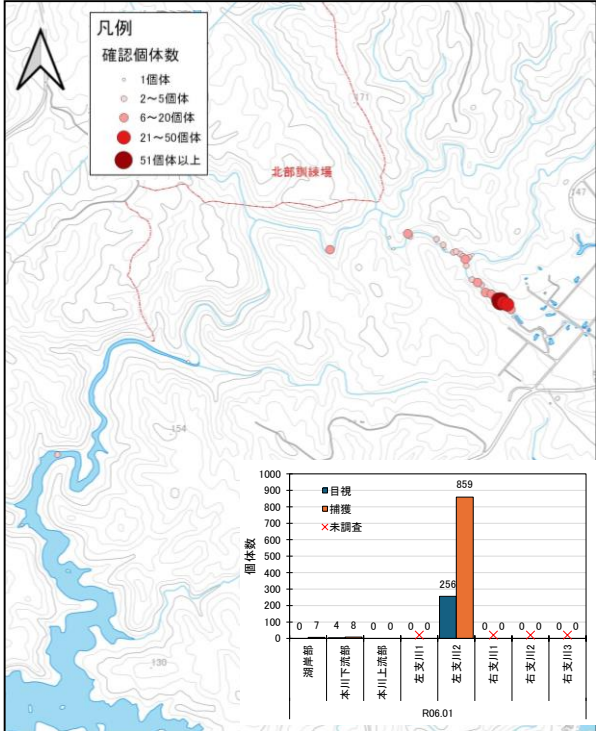 凡例
確認個体数
1個体
2～5個体
6～20個体
21～50個体
51個体以上
171
北部訓練場
147
154
130
1000
900
800
700
600
500
400
300
200
100
0
個体数
目視
捕獲
未調査
0 7 4 8 0 0 0 0 256 859 0 0 0 0 0 0
湖岸部
本川下流部
本川上流部
左支川1
左支川2
右支川1
右支川2
右支川3
R06.01